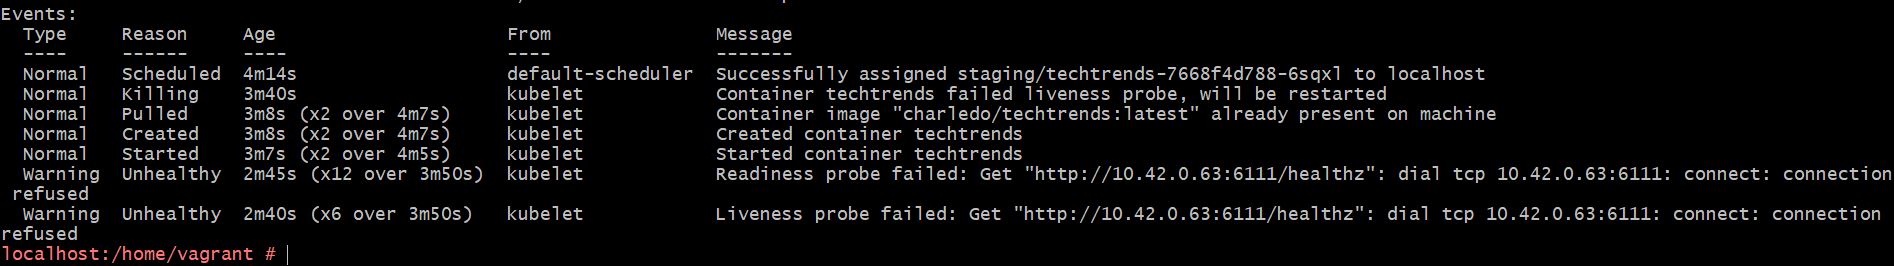 Events:
  Type     Reason     Age                    From               Message
  ----     ------     ----                   ----               -------
  Normal   Scheduled  4m14s                  default-scheduler  Successfully assigned staging/techtrends-7668f4d788-6sqxl to localhost
  Normal   Killing    3m40s                  kubelet            Container techtrends failed liveness probe, will be restarted
  Normal   Pulled     3m8s (x2 over 4m7s)    kubelet            Container image "charledo/techtrends:latest" already present on machine
  Normal   Created    3m8s (x2 over 4m7s)    kubelet            Created container techtrends
  Normal   Started    3m7s (x2 over 4m5s)    kubelet            Started container techtrends
  Warning  Unhealthy  2m45s (x12 over 3m50s)  kubelet            Readiness probe failed: Get "http://10.42.0.63:6111/healthz": dial tcp 10.42.0.63:6111: connect: connection
 refused
  Warning  Unhealthy  2m40s (x6 over 3m50s)  kubelet            Liveness probe failed: Get "http://10.42.0.63:6111/healthz": dial tcp 10.42.0.63:6111: connect: connection
refused
localhost:/home/vagrant #